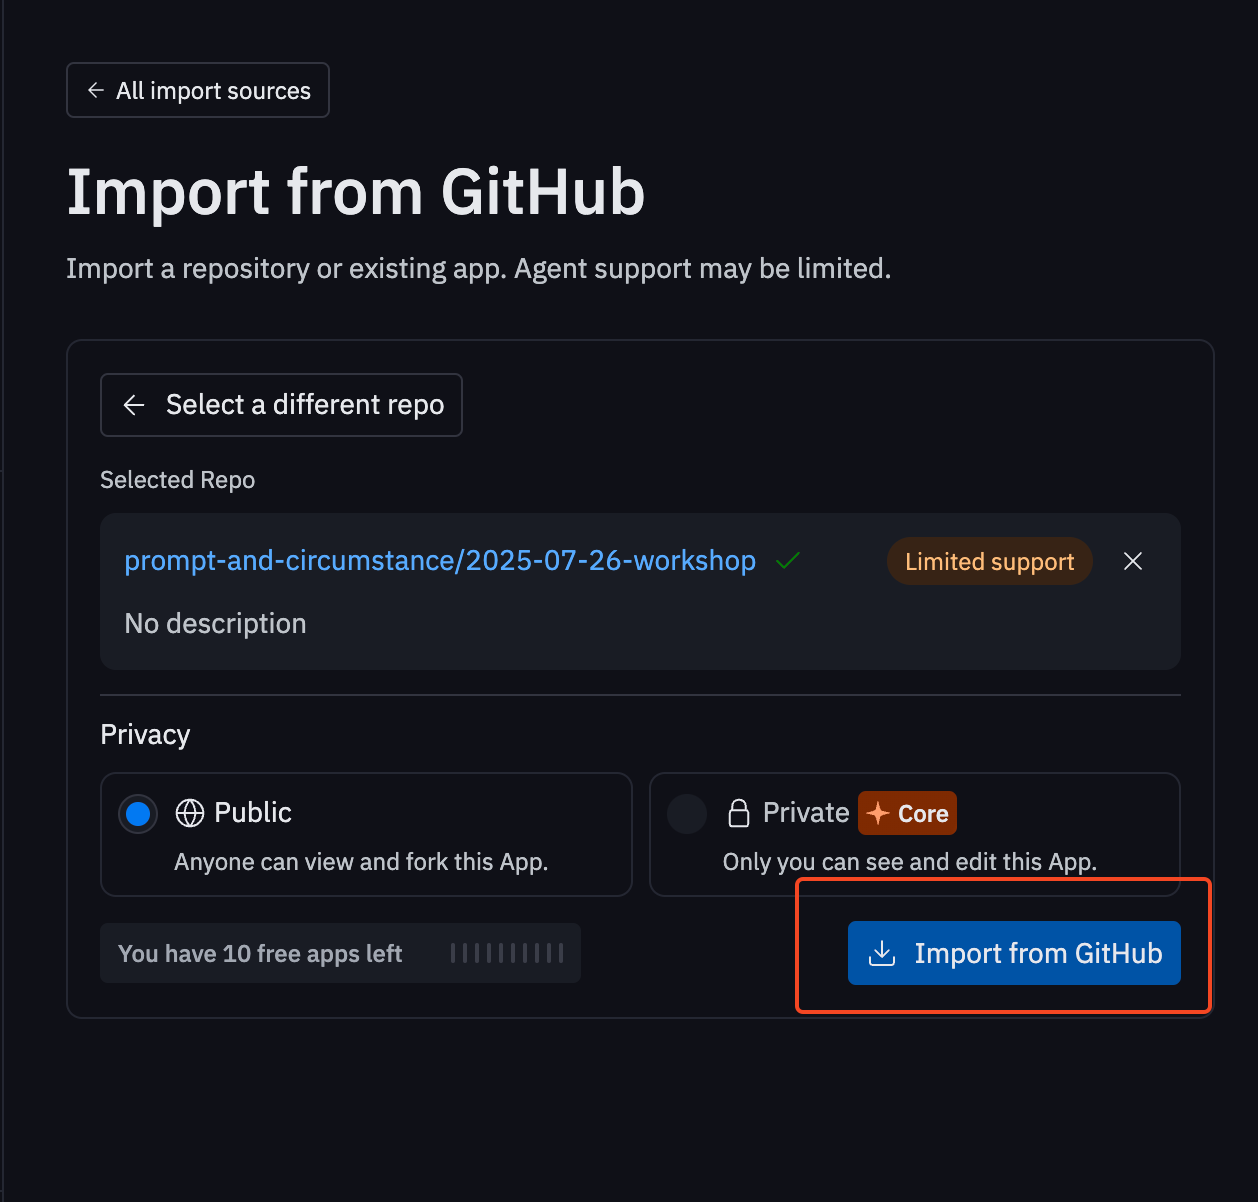 All import sources
Import from GitHub
Import a repository or existing app. Agent support may be limited.
Select a different repo
Selected Repo
prompt-and-circumstance/2025-07-26-workshop
Limited support
No description
Privacy
Public
Anyone can view and fork this App.
Private
Core
Only you can see and edit this App.
You have 10 free apps left
Import from GitHub